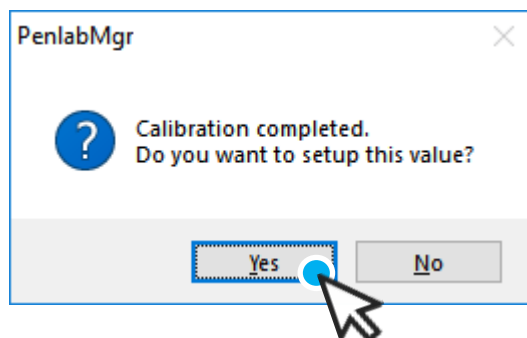 PenlabMgr
Calibration completed.
Do you want to setup this value?
Yes
No